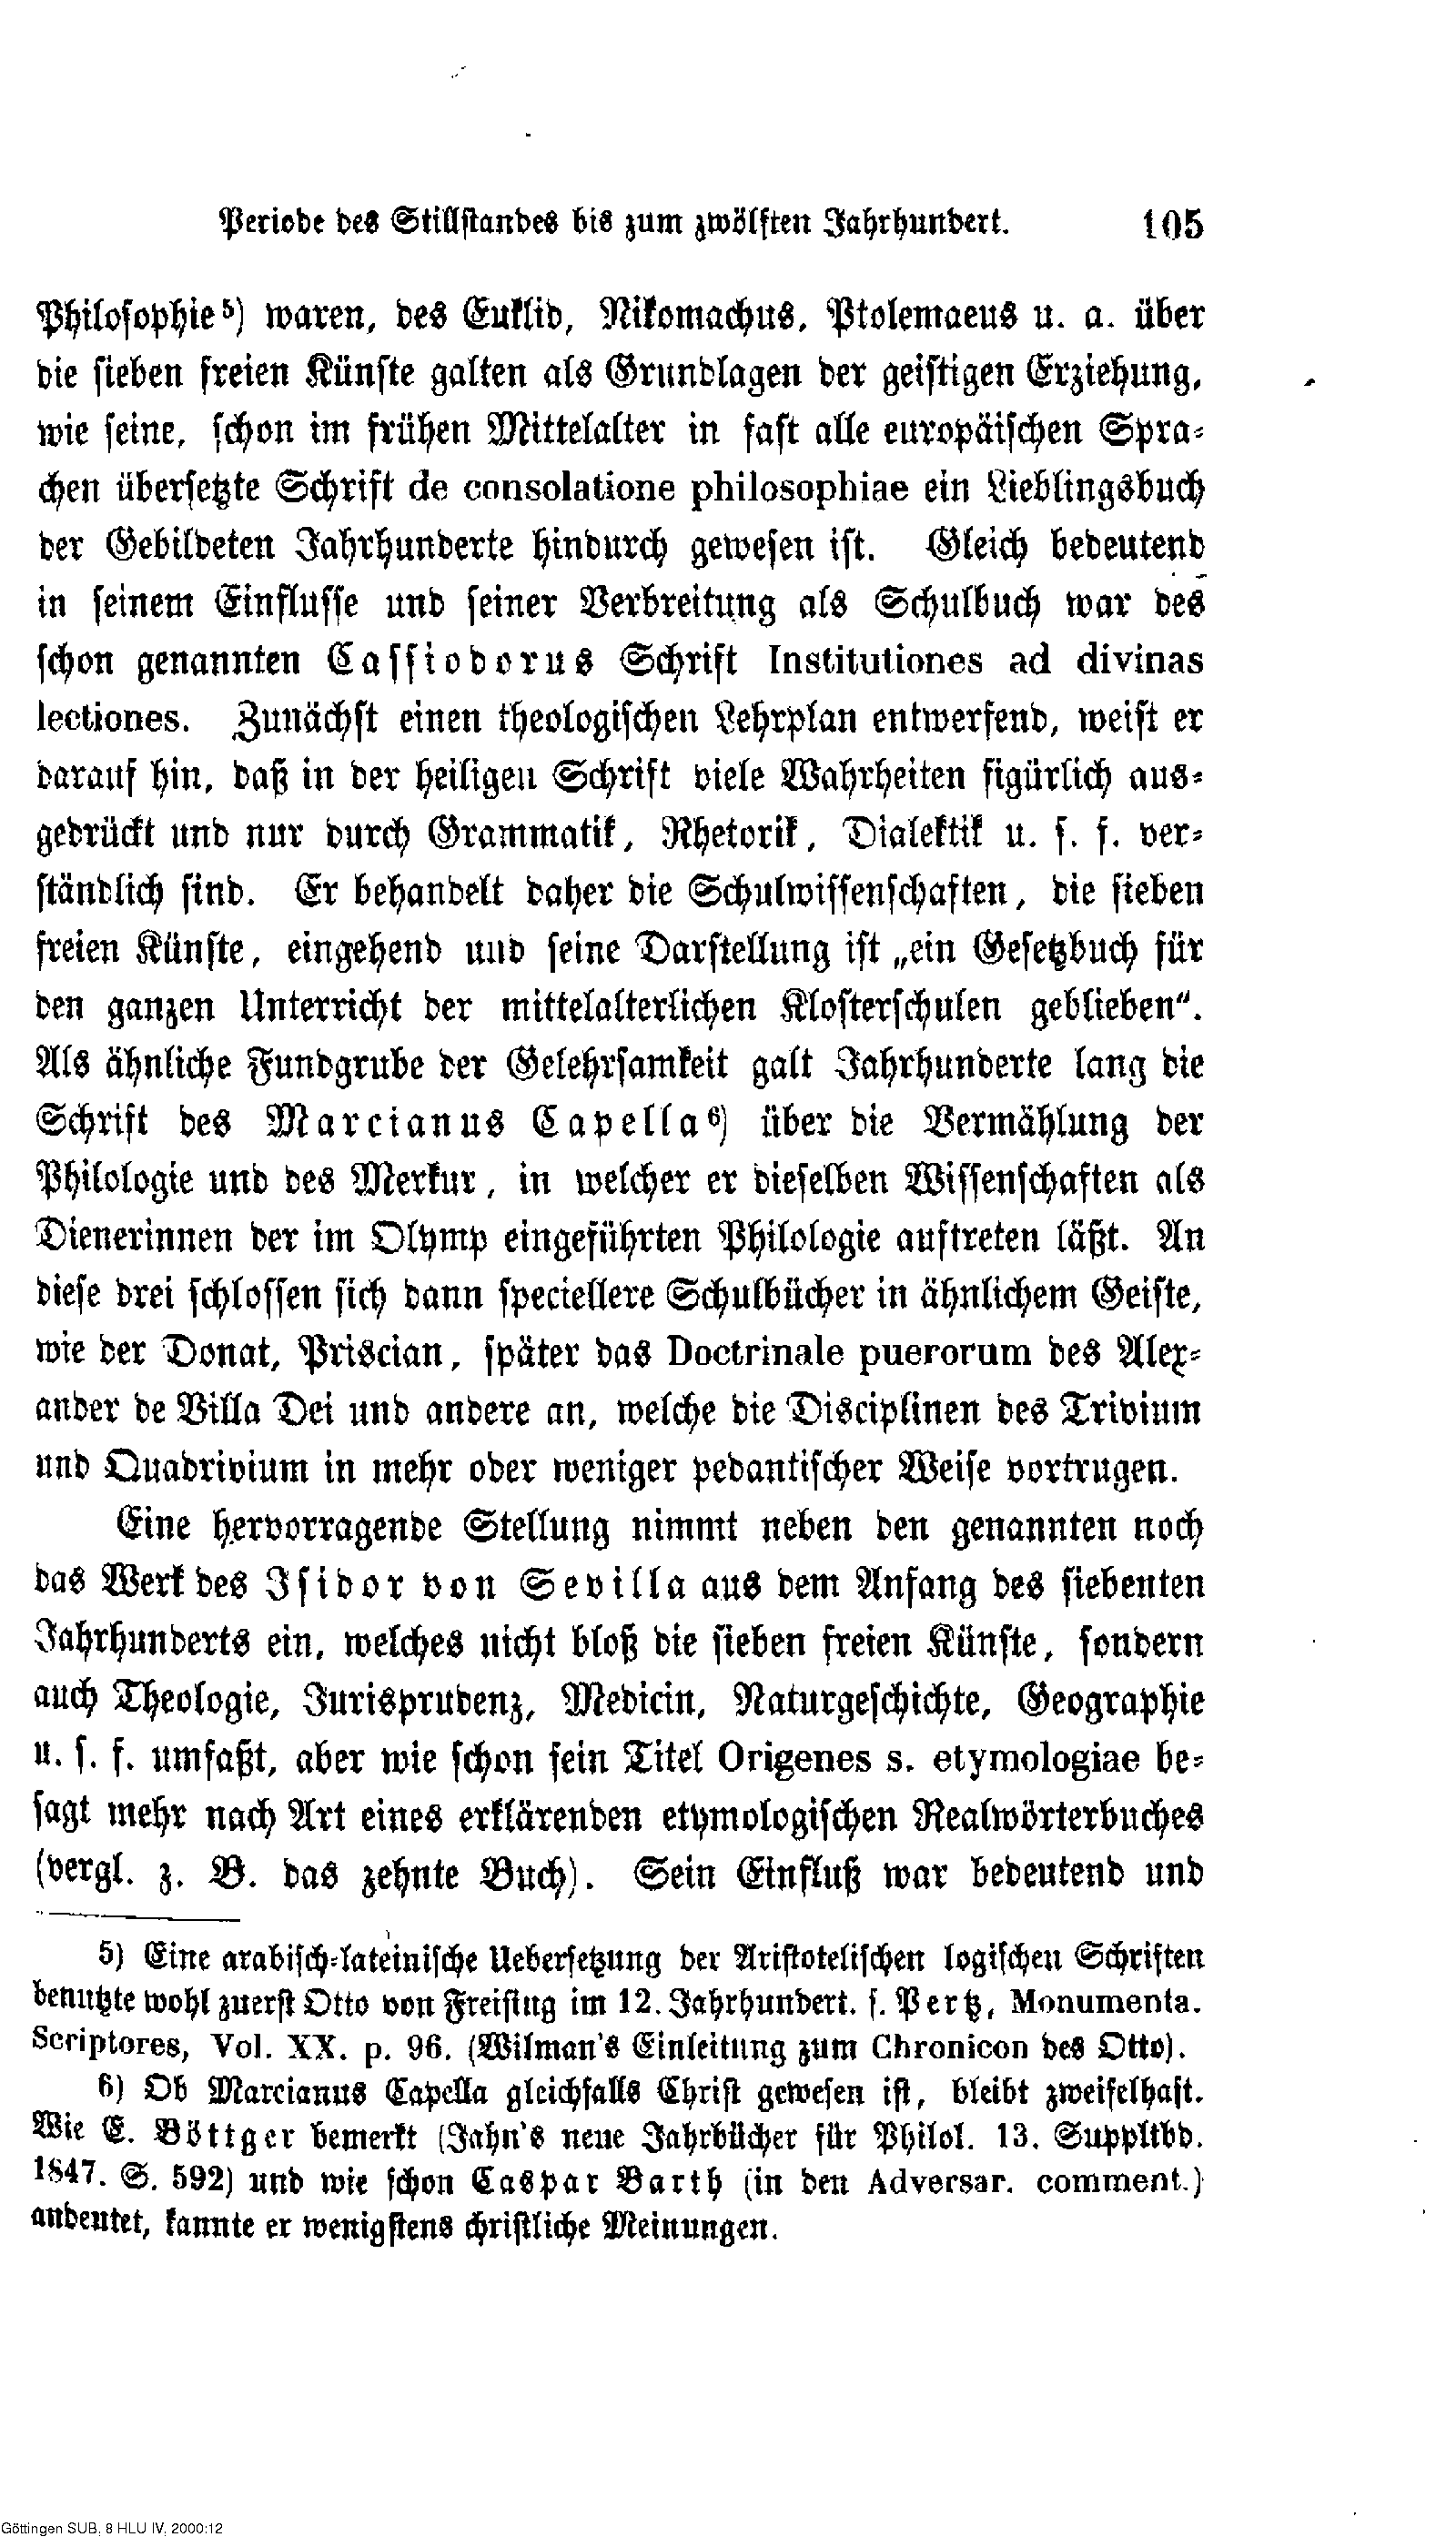 Periode des Stillstandes bis zum zwölften Jahrhundert. 105
Philosophie⁵) waren, des Euklid, Nikomachus, Ptolemaeus u. a. über
die sieben freien Künste galten als Grundlagen der geistigen Erziehung,
wie seine, schon im frühen Mittelalter in fast alle europäischen Spra-
chen übersetzte Schrift de consolatione philosophiae ein Lieblingsbuch
der Gebildeten Jahrhunderte hindurch gewesen ist. Gleich bedeutend
in seinem Einflusse und seiner Verbreitung als Schulbuch war des
schon genannten Cassiodorus Schrift Institutiones ad divinas
lectiones. Zunächst einen theologischen Lehrplan entwerfend, weist er
darauf hin, daß in der heiligen Schrift viele Wahrheiten figürlich aus-
gedrückt und nur durch Grammatik, Rhetorik, Dialektik u. s. f. ver-
ständlich sind. Er behandelt daher die Schulwissenschaften, die sieben
freien Künste, eingehend und seine Darstellung ist „ein Gesetzbuch für
den ganzen Unterricht der mittelalterlichen Klosterschulen geblieben“.
Als ähnliche Fundgrube der Gelehrsamkeit galt Jahrhunderte lang die
Schrift des Marcianus Capella⁶) über die Vermählung der
Philologie und des Merkur, in welcher er dieselben Wissenschaften als
Dienerinnen der im Olymp eingeführten Philologie auftreten läßt. An
diese drei schlossen sich dann speciellere Schulbücher in ähnlichem Geiste,
wie der Donat, Priscian, später das Doctrinale puerorum des Alex-
ander de Villa Dei und andere an, welche die Disciplinen des Trivium
und Quadrivium in mehr oder weniger pedantischer Weise vortrugen.
Eine hervorragende Stellung nimmt neben den genannten noch
das Werk des Isidor von Sevilla aus dem Anfang des siebenten
Jahrhunderts ein, welches nicht bloß die sieben freien Künste, sondern
auch Theologie, Jurisprudenz, Medicin, Naturgeschichte, Geographie
u. s. f. umfaßt, aber wie schon sein Titel Origenes s. etymologiae be-
sagt mehr nach Art eines erklärenden etymologischen Realwörterbuches
(vergl. z. B. das zehnte Buch). Sein Einfluß war bedeutend und
5) Eine arabisch-lateinische Uebersetzung der Aristotelischen logischen Schriften
benutzte wohl zuerst Otto von Freising im 12. Jahrhundert. s. Pertz, Monumenta.
Scriptores, Vol. XX. p. 96. (Wilman's Einleitung zum Chronicon des Otto).
6) Ob Marcianus Capella gleichfalls Christ gewesen ist, bleibt zweifelhaft.
Wie E. Böttger bemerkt (Jahn's neue Jahrbücher für Philol. 13. Suppltbd.
1847. S. 592) und wie schon Caspar Barth (in den Adversar. comment.)
andeutet, kannte er wenigstens christliche Meinungen.
Göttingen SUB, 8 HLU IV, 2000:12